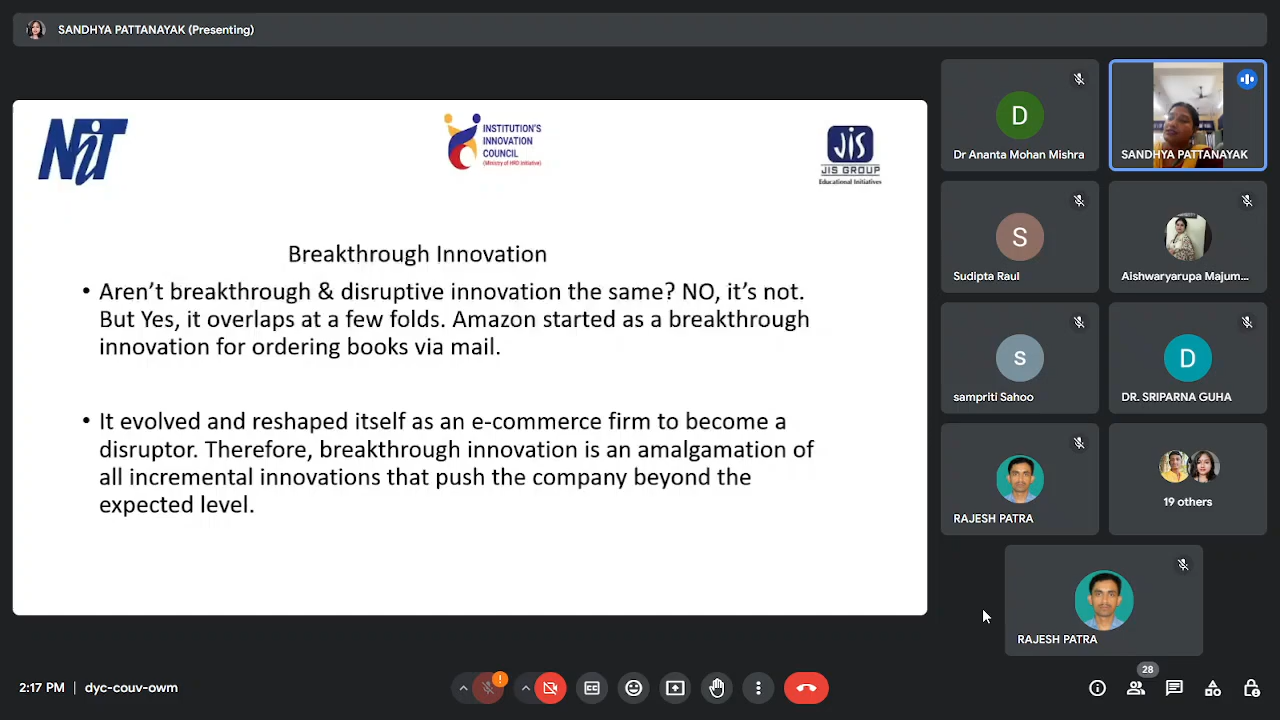 SANDHYA PATTANAYAK (Presenting)
NiT
INSTITUTION'S
INNOVATION
COUNCIL
(Ministry of HRD Initiative)
JIS
JIS GROUP
Educational Initiatives
Breakthrough Innovation
• Aren't breakthrough & disruptive innovation the same? NO, it's not.
But Yes, it overlaps at a few folds. Amazon started as a breakthrough
innovation for ordering books via mail.
• It evolved and reshaped itself as an e-commerce firm to become a
disruptor. Therefore, breakthrough innovation is an amalgamation of
all incremental innovations that push the company beyond the
expected level.
D
Dr Ananta Mohan Mishra
SANDHYA PATTANAYAK
S
Sudipta Raul
Aishwaryarupa Majum...
s
sampriti Sahoo
D
DR. SRIPARNA GUHA
RAJESH PATRA
19 others
RAJESH PATRA
2:17 PM | dyc-couv-owm
!
CC
28